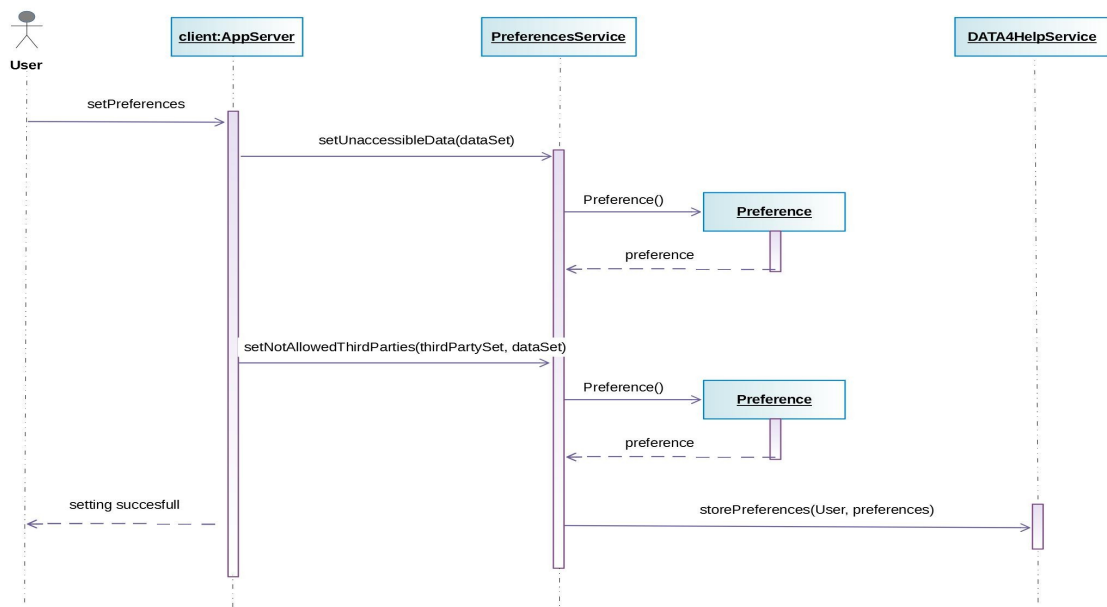 client:AppServer
PreferencesService
DATA4HelpService
User
setPreferences
setUnaccessibleData(dataSet)
Preference()
Preference
preference
setNotAllowedThirdParties(thirdPartySet, dataSet)
Preference()
Preference
preference
setting succesfull
storePreferences(User, preferences)